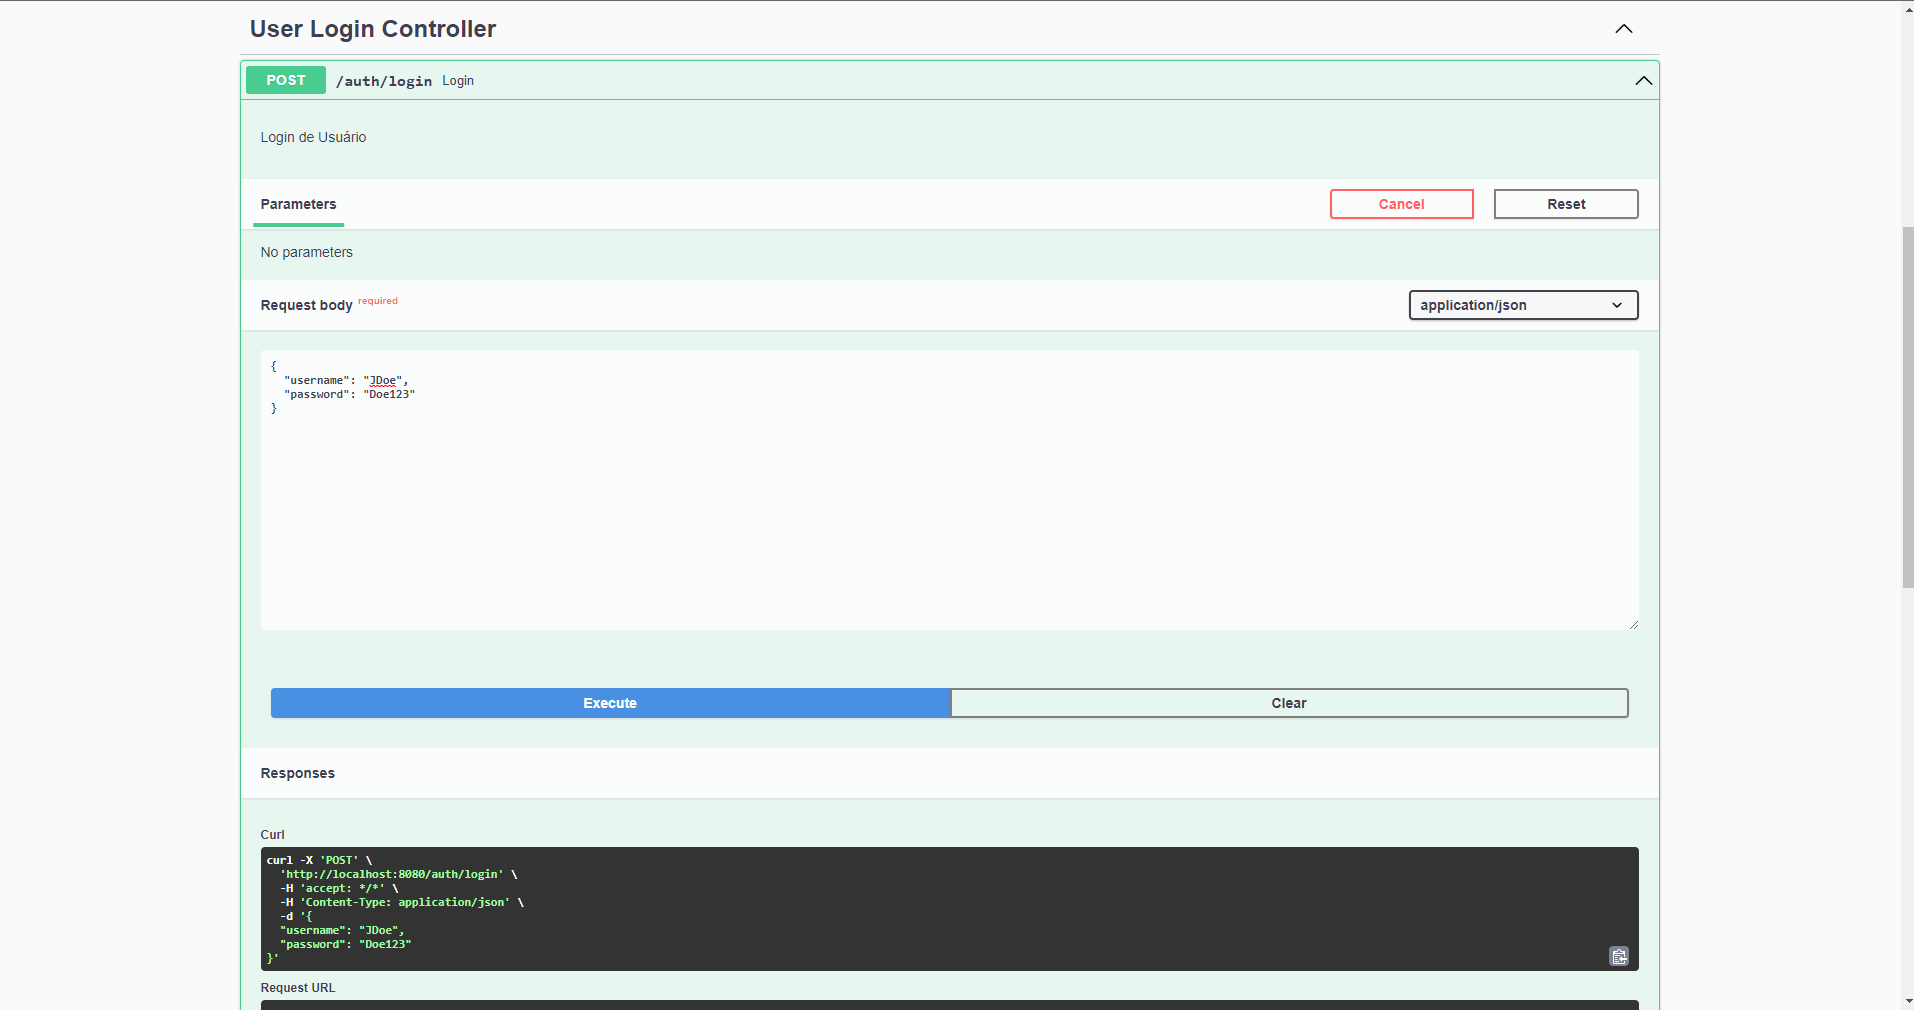 User Login Controller
POST /auth/login Login
Login de Usuário
Parameters Cancel Reset
No parameters
Request body required application/json
{
  "username": "JDoe",
  "password": "Doe123"
}
Execute Clear
Responses
Curl
curl -X 'POST' \
  'http://localhost:8080/auth/login' \
  -H 'accept: */*' \
  -H 'Content-Type: application/json' \
  -d '{
  "username": "JDoe",
  "password": "Doe123"
}'
Request URL